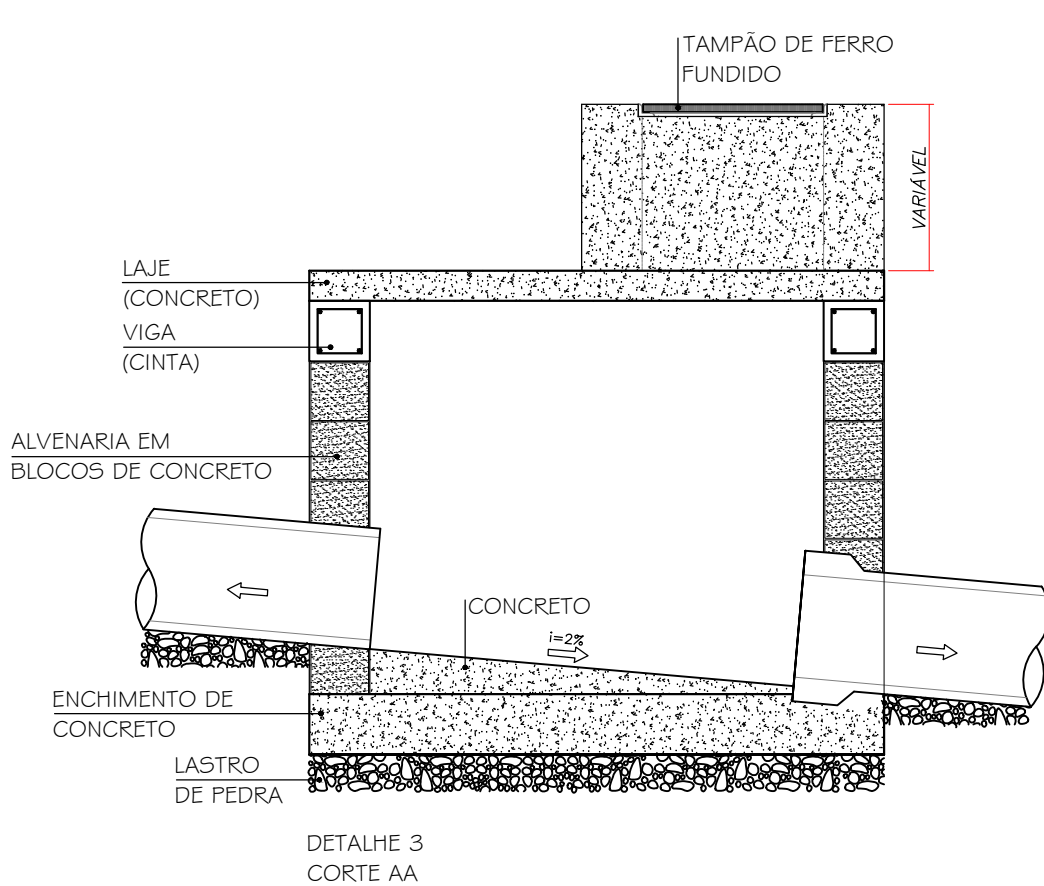 TAMPÃO DE FERRO
FUNDIDO
VARIÁVEL
LAJE
(CONCRETO)
VIGA
(CINTA)
ALVENARIA EM
BLOCOS DE CONCRETO
CONCRETO
i=2%
ENCHIMENTO DE
CONCRETO
LASTRO
DE PEDRA
DETALHE 3
CORTE AA